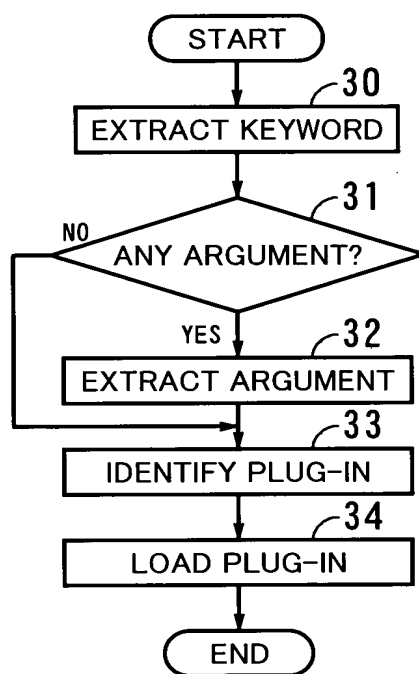 START
30
EXTRACT KEYWORD
31
NO
ANY ARGUMENT?
YES
32
EXTRACT ARGUMENT
33
IDENTIFY PLUG-IN
34
LOAD PLUG-IN
END